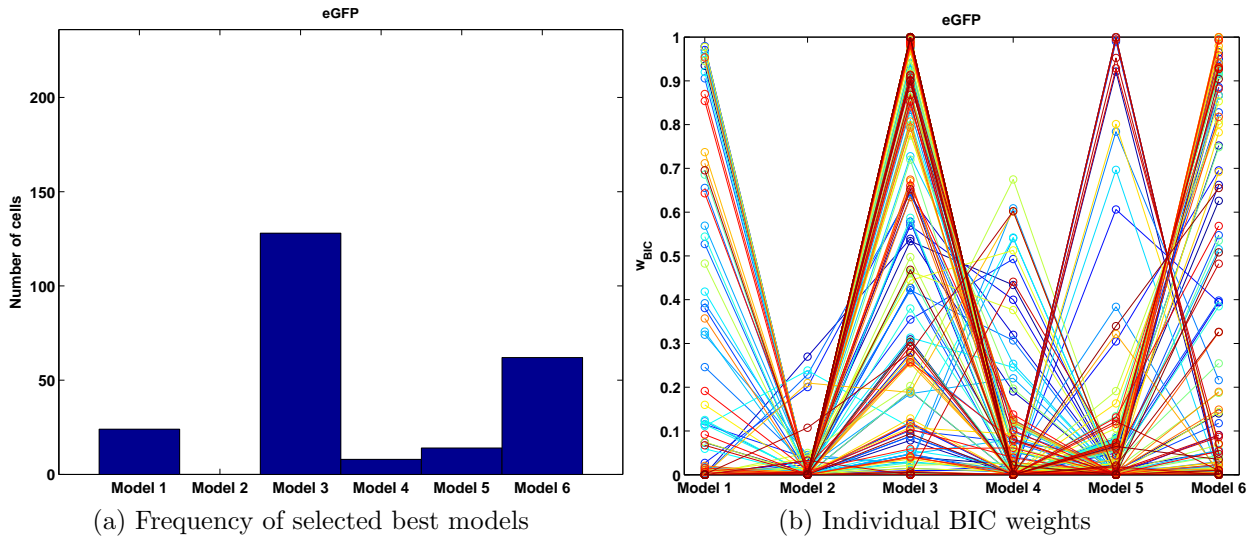 eGFP
Number of cells
200
150
100
50
0
Model 1 Model 2 Model 3 Model 4 Model 5 Model 6
(a) Frequency of selected best models
eGFP
wBIC
1
0.9
0.8
0.7
0.6
0.5
0.4
0.3
0.2
0.1
0
Model 1 Model 2 Model 3 Model 4 Model 5 Model 6
(b) Individual BIC weights